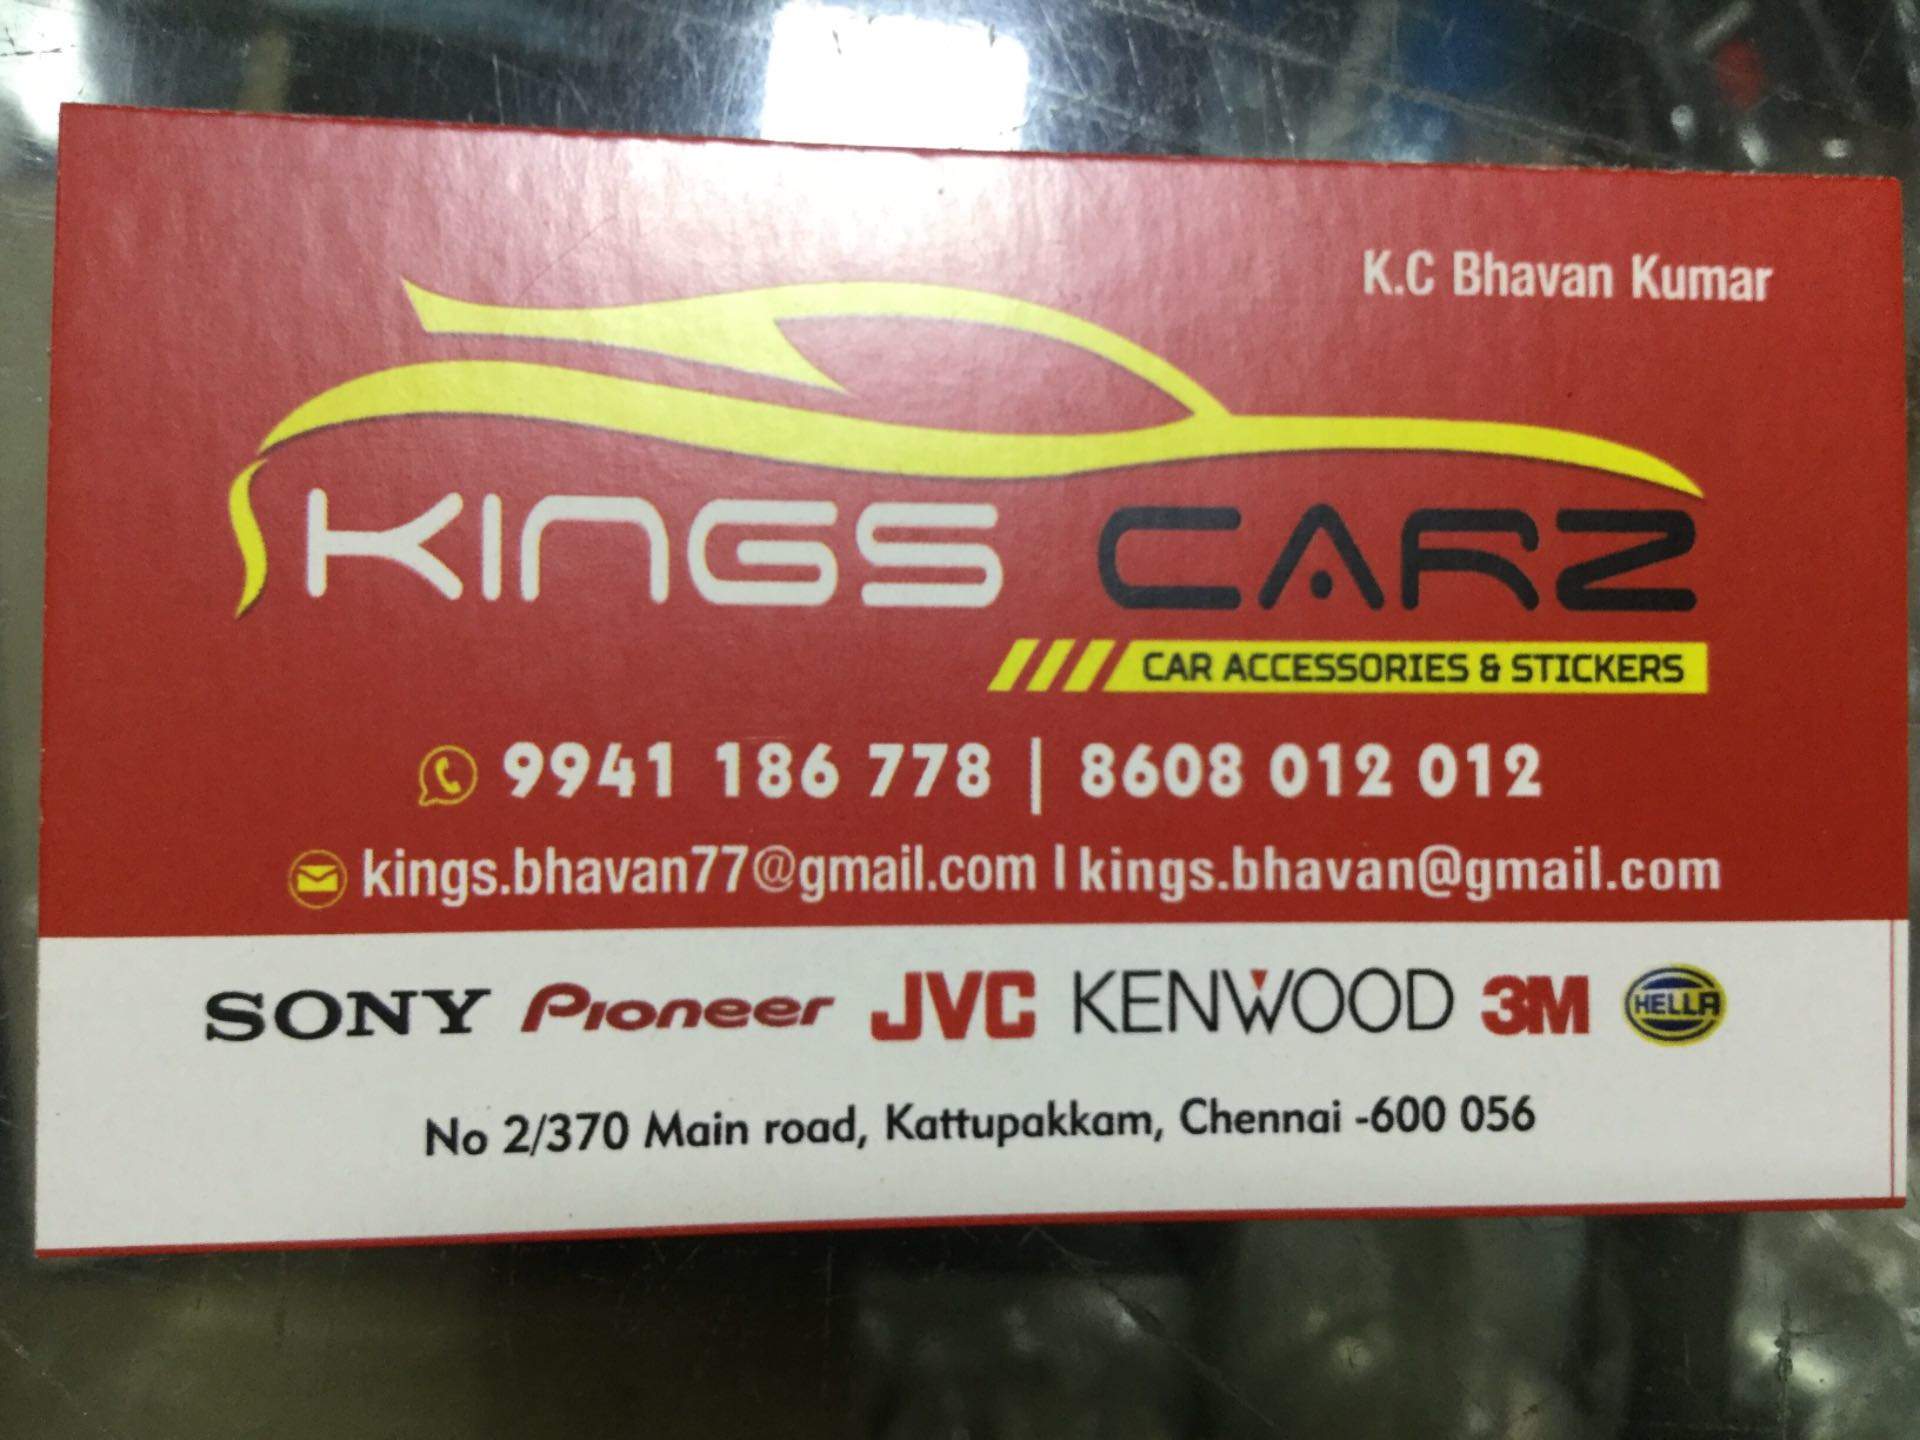 K.C Bhavan Kumar
KINGS CARZ
CAR ACCESSORIES & STICKERS
9941 186 778 | 8608 012 012
kings.bhavan77@gmail.com | kings.bhavan@gmail.com
SONY Pioneer JVC KENWOOD 3M HELLA
No 2/370 Main road, Kattupakkam, Chennai -600 056